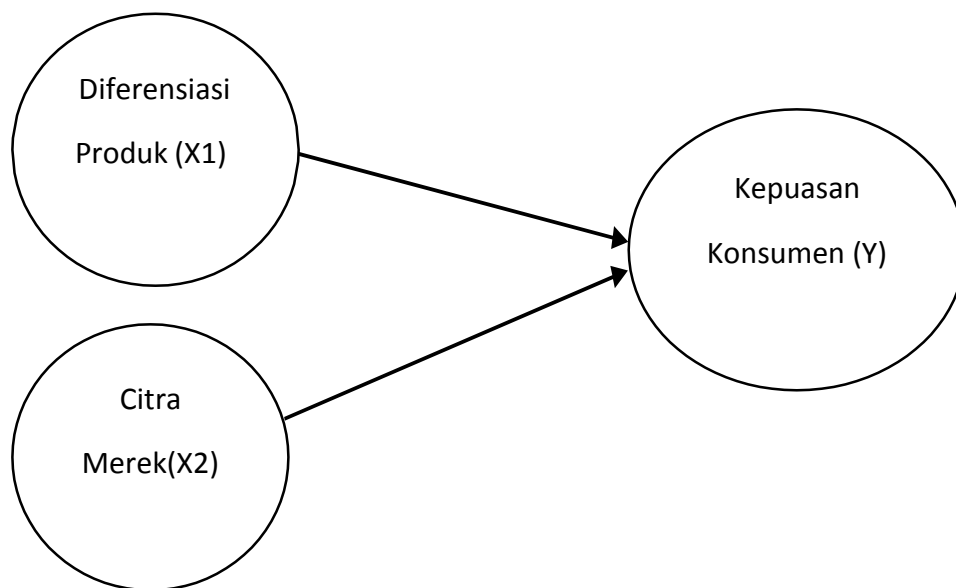 Diferensiasi
Produk (X1)
Kepuasan
Konsumen (Y)
Citra
Merek(X2)